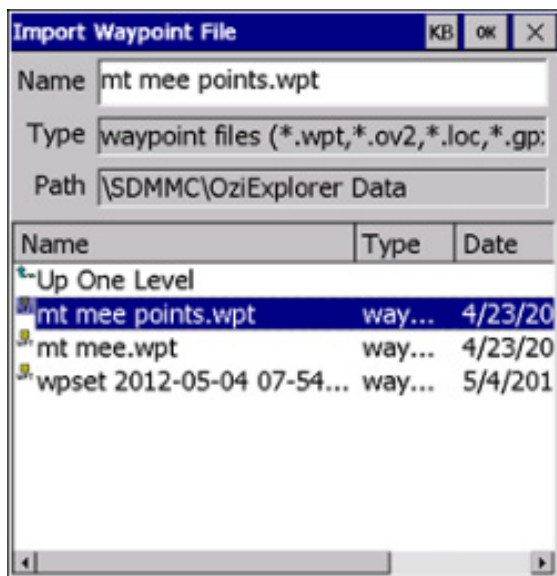 Import Waypoint File KB OK
Name mt mee points.wpt
Type waypoint files (*.wpt,*.ov2,*.loc,*.gp
Path \SDMMC\OziExplorer Data
Name Type Date
Up One Level
mt mee points.wpt way... 4/23/20
mt mee.wpt way... 4/23/20
wpset 2012-05-04 07-54... way... 5/4/201